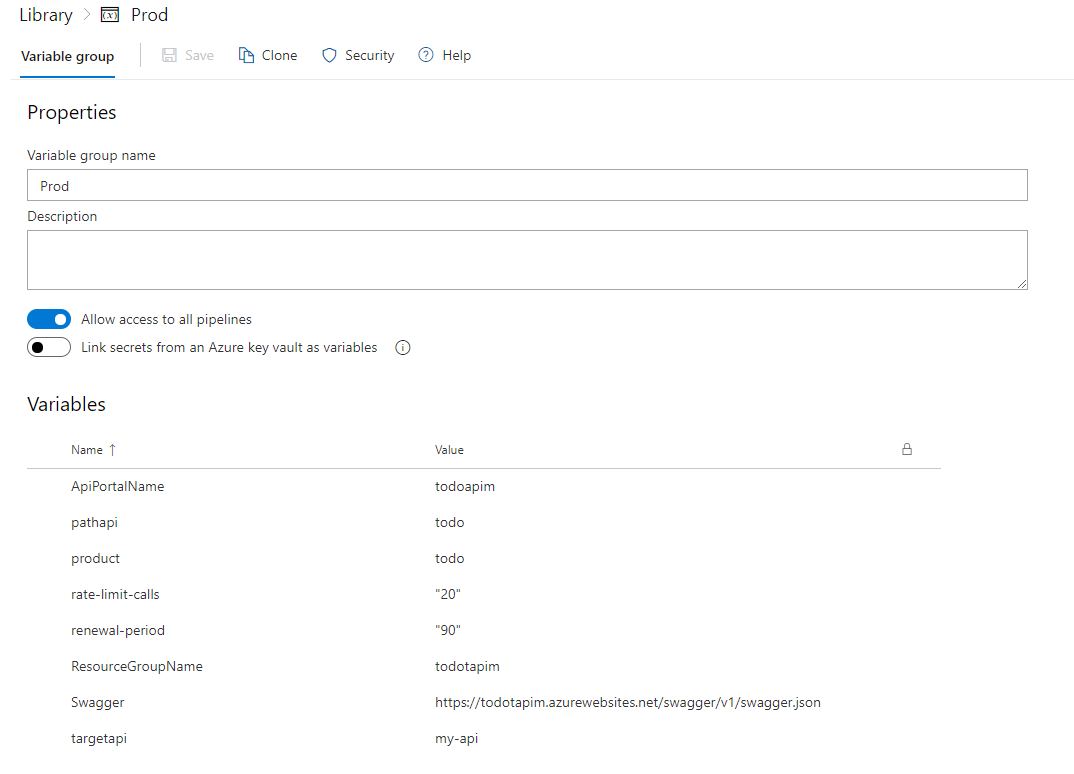 Library > Prod
Variable group Save Clone Security Help
Properties
Variable group name
Prod
Description
Allow access to all pipelines
Link secrets from an Azure key vault as variables
Variables
Name ↑ Value
ApiPortalName todoapim
pathapi todo
product todo
rate-limit-calls "20"
renewal-period "90"
ResourceGroupName todotapim
Swagger https://todotapim.azurewebsites.net/swagger/v1/swagger.json
targetapi my-api